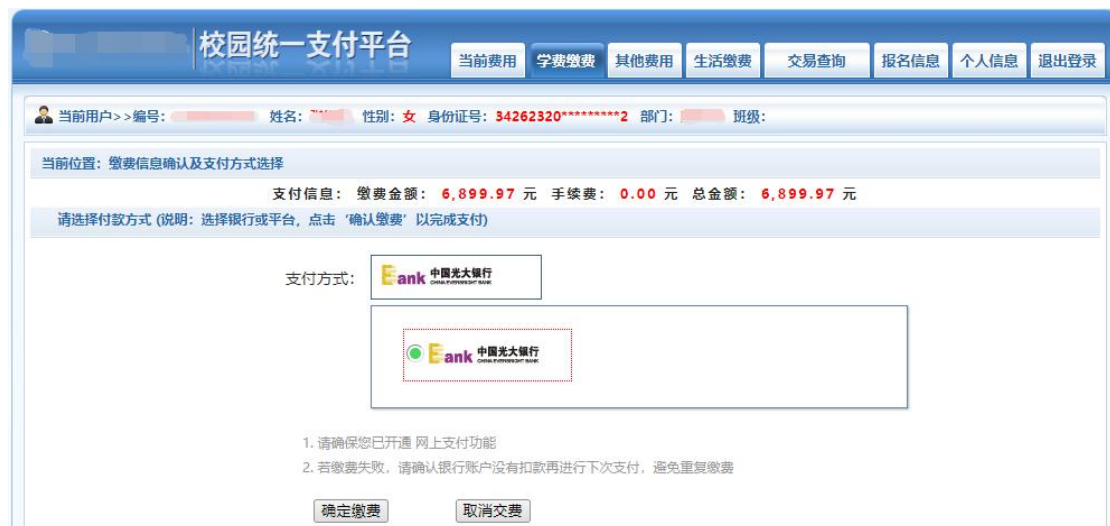 校园统一支付平台
当前费用 学费缴费 其他费用 生活缴费 交易查询 报名信息 个人信息 退出登录
当前用户>>编号: 姓名: 性别: 女 身份证号: 34262320*********2 部门: 班级:
当前位置: 缴费信息确认及支付方式选择
支付信息: 缴费金额: 6,899.97 元 手续费: 0.00 元 总金额: 6,899.97 元
请选择付款方式 (说明: 选择银行或平台, 点击 ‘确认缴费’ 以完成支付)
支付方式: Bank 中国光大银行
CHINA EVERBRIGHT BANK
Bank 中国光大银行
CHINA EVERBRIGHT BANK
1. 请确保您已开通 网上支付功能
2. 若缴费失败, 请确认银行账户没有扣款再进行下次支付, 避免重复缴费
确定缴费 取消交费